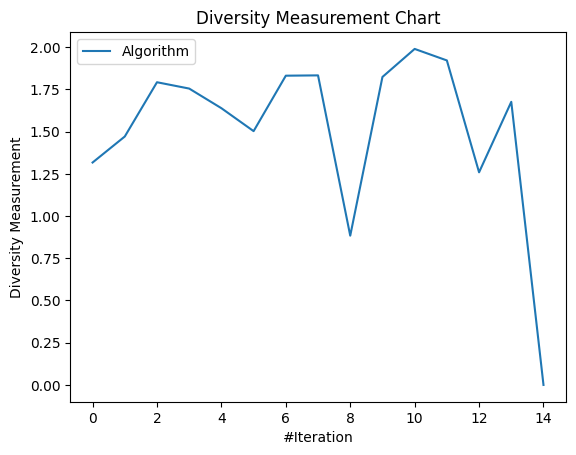 Diversity Measurement Chart
Algorithm
Diversity Measurement
2.00
1.75
1.50
1.25
1.00
0.75
0.50
0.25
0.00
0 2 4 6 8 10 12 14
#Iteration